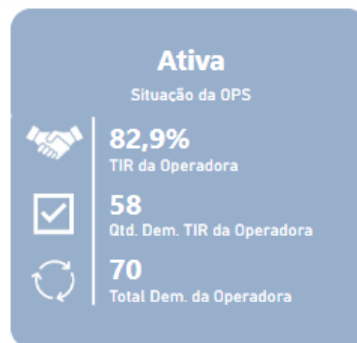 Ativa
Situação da OPS
82,9%
TIR da Operadora
58
Qtd. Dem. TIR da Operadora
70
Total Dem. da Operadora